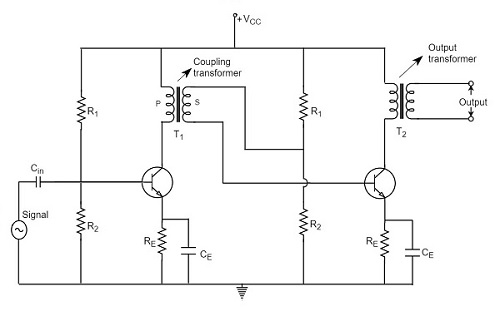 +VCC
Coupling
transformer
Output
transformer
P
S
R1
T1
R1
T2
Output
Cin
Signal
R2
RE
CE
R2
RE
CE